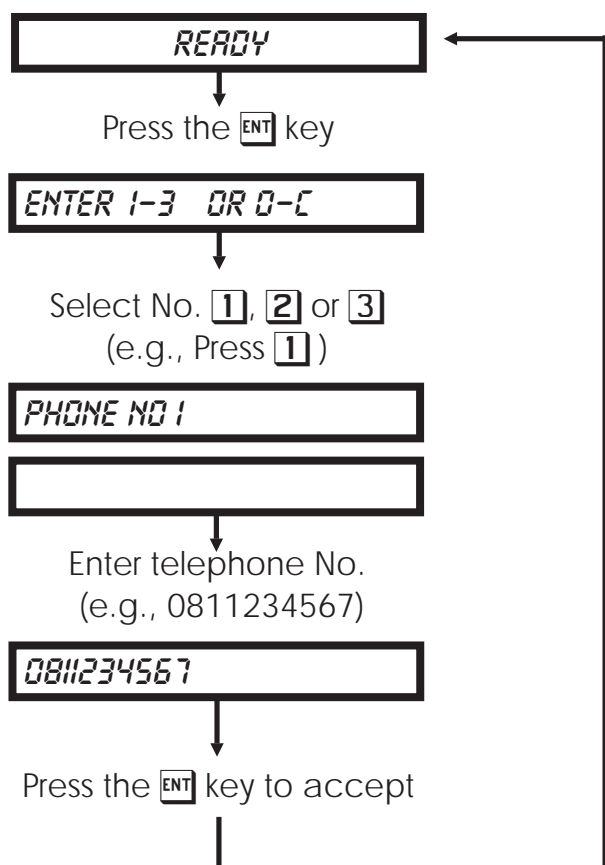 READY
Press the ENT key
ENTER 1-3 OR 0-C
Select No. 1, 2 or 3
(e.g., Press 1 )
PHONE NO 1
Enter telephone No.
(e.g., 0811234567)
0811234567
Press the ENT key to accept